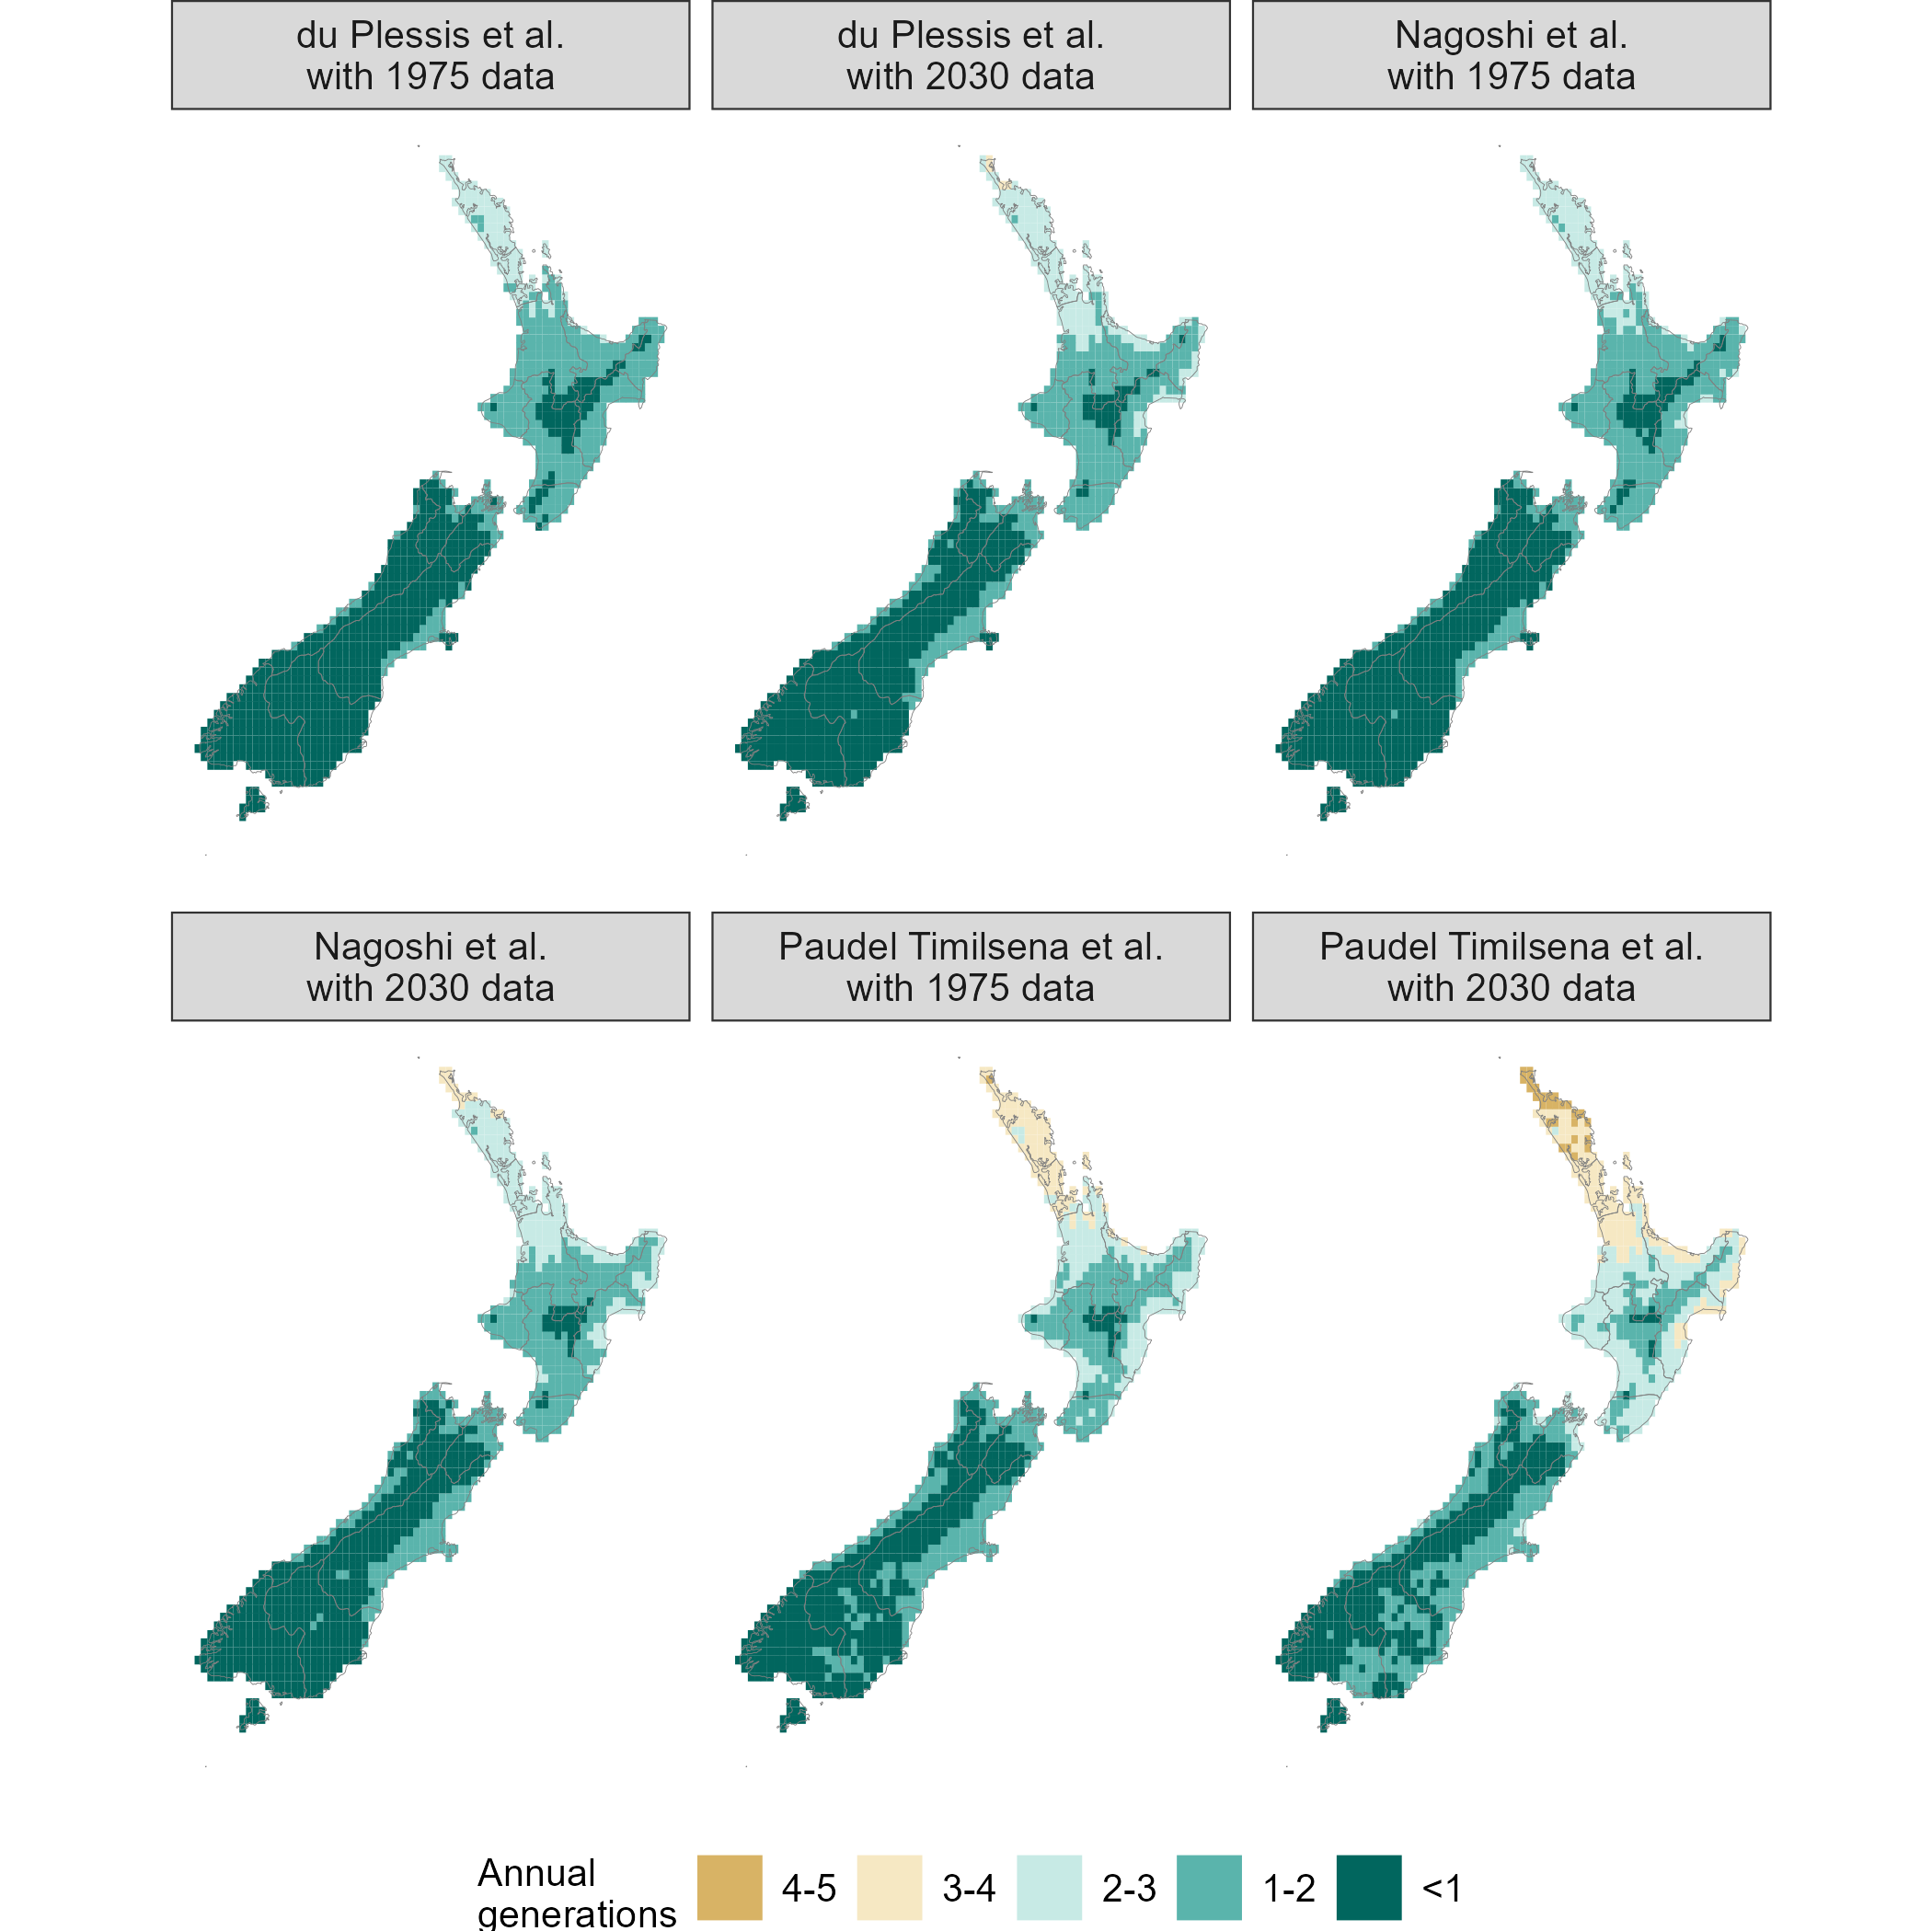 du Plessis et al.
with 1975 data
du Plessis et al.
with 2030 data
Nagoshi et al.
with 1975 data
Nagoshi et al.
with 2030 data
Paudel Timilsena et al.
with 1975 data
Paudel Timilsena et al.
with 2030 data
Annual
generations
4-5
3-4
2-3
1-2
<1